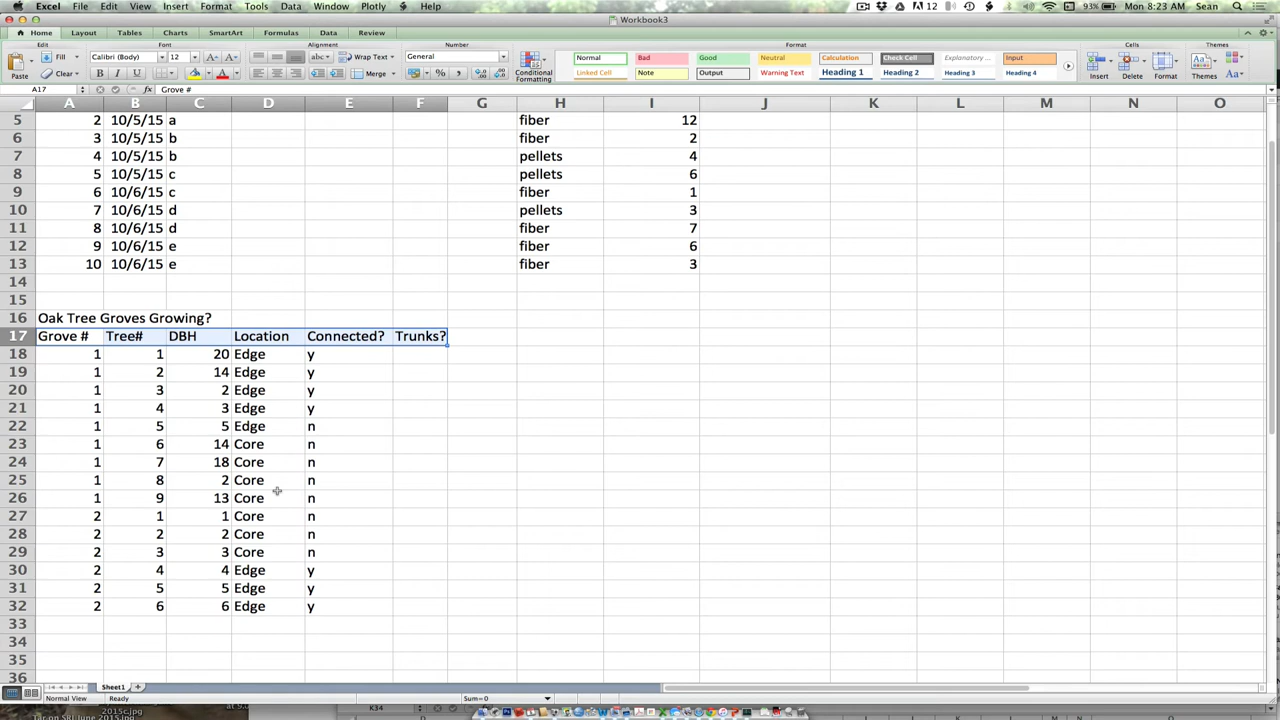 Excel File Edit View Insert Format Tools Data Window Plotly Help 12 93% Mon 8:23 AM Sean
Workbook3
Home Layout Tables Charts SmartArt Formulas Data Review
Edit Font Alignment Number Format Cells Themes
Paste Clear Calibri (Body) 12 abc Wrap Text General Conditional Formatting Normal Bad Good Neutral Calculation Check Cell Explanatory ... Input Insert Delete Format Themes Aa
B I U A Merge % Linked Cell Note Output Warning Text Heading 1 Heading 2 Heading 3 Heading 4
A17 fx Grove #
A B C D E F G H I J K L M N O
5 2 10/5/15 a fiber 12
6 3 10/5/15 b fiber 2
7 4 10/5/15 b pellets 4
8 5 10/5/15 c pellets 6
9 6 10/6/15 c fiber 1
10 7 10/6/15 d pellets 3
11 8 10/6/15 d fiber 7
12 9 10/6/15 e fiber 6
13 10 10/6/15 e fiber 3
14
15
16 Oak Tree Groves Growing?
17 Grove # Tree# DBH Location Connected? Trunks?
18 1 1 20 Edge y
19 1 2 14 Edge y
20 1 3 2 Edge y
21 1 4 3 Edge y
22 1 5 5 Edge n
23 1 6 14 Core n
24 1 7 18 Core n
25 1 8 2 Core n
26 1 9 13 Core n
27 2 1 1 Core n
28 2 2 2 Core n
29 2 3 3 Core n
30 2 4 4 Edge y
31 2 5 5 Edge y
32 2 6 6 Edge y
33
34
35
36
Sheet1
Normal View Ready Sum=0
K34